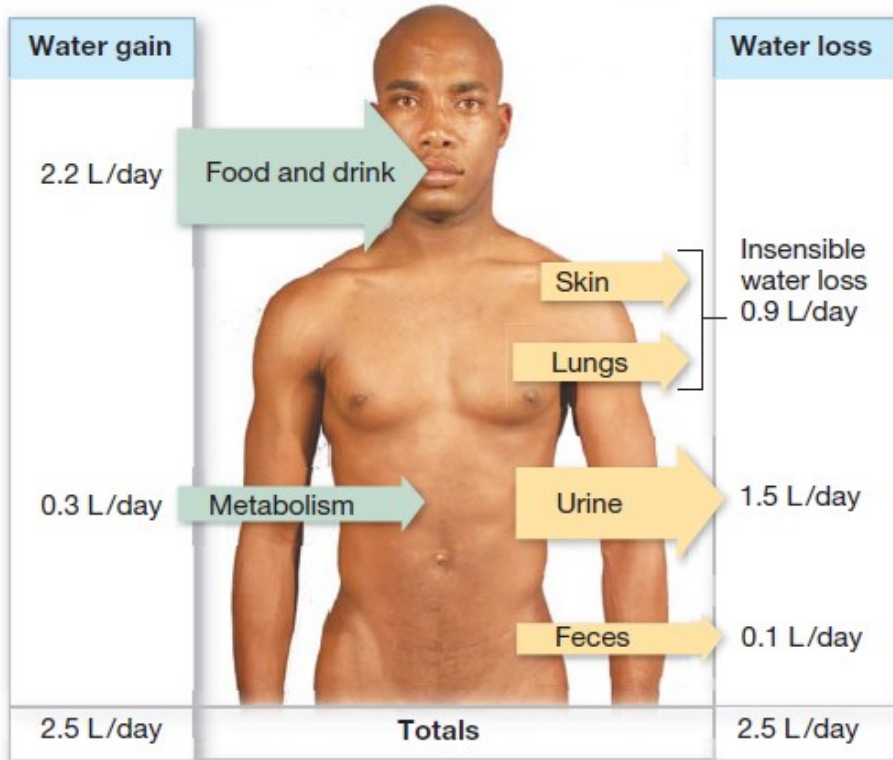 Water gain
Water loss
2.2 L/day
Food and drink
Skin
Insensible
water loss
0.9 L/day
Lungs
0.3 L/day
Metabolism
Urine
1.5 L/day
Feces
0.1 L/day
2.5 L/day
Totals
2.5 L/day